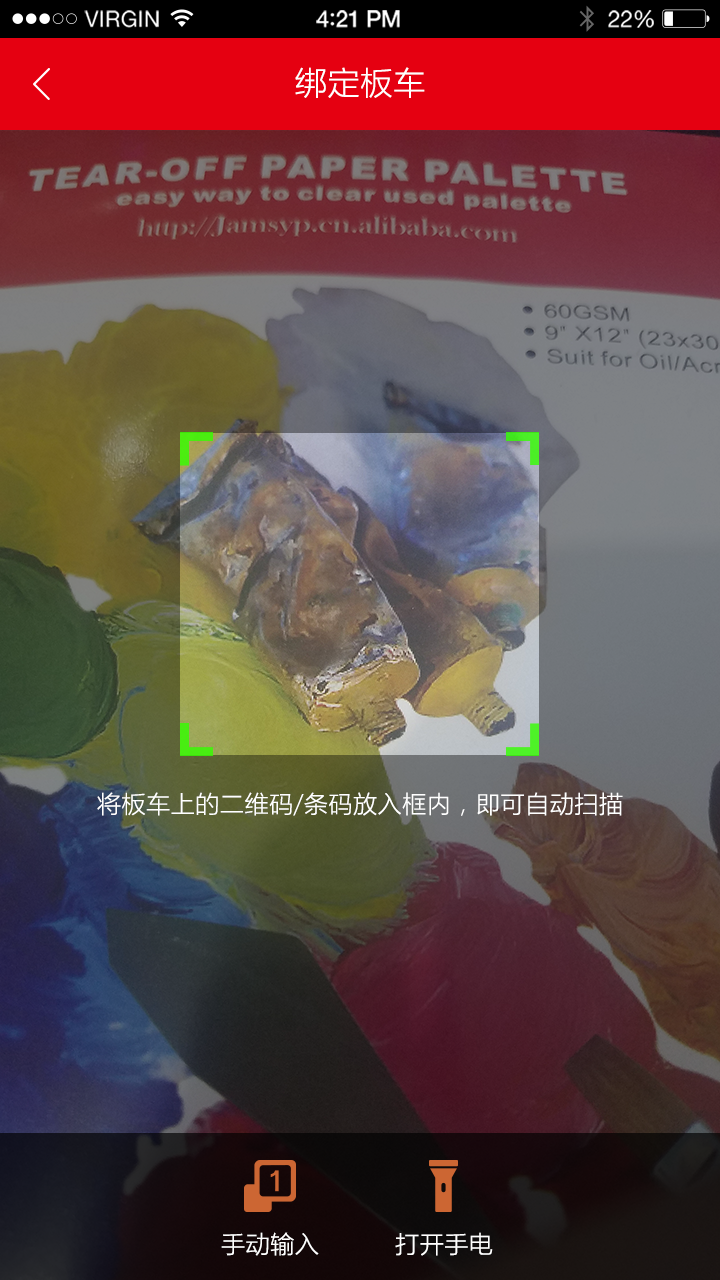 VIRGIN
4:21 PM
22%
绑定板车
TEAR-OFF PAPER PALETTE
easy way to clear used palette
http://Jamsyp.cn.alibaba.com
60GSM
9" X12" (23x30
Suit for Oil/Acr
将板车上的二维码/条码放入框内，即可自动扫描
1
手动输入
打开手电